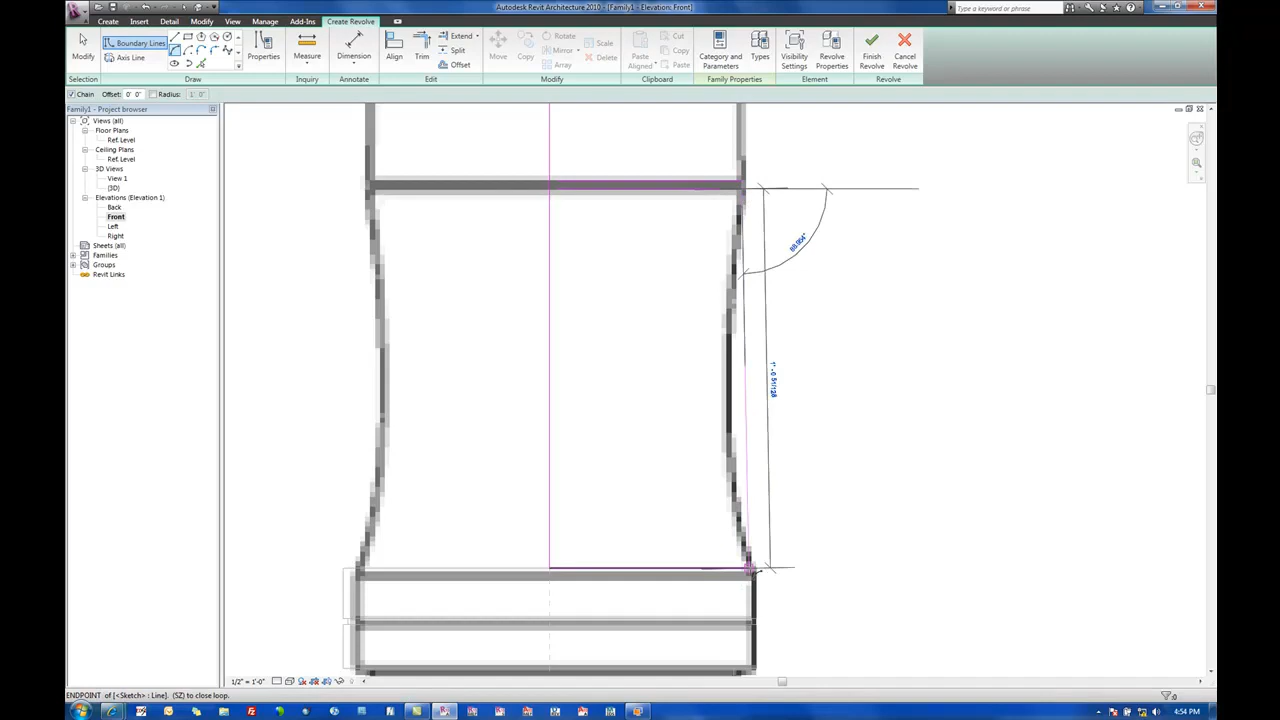 Autodesk Revit Architecture 2010 - [Family1 - Elevation: Front]
Type a keyword or phrase
Create Insert Detail Modify View Manage Add-Ins Create Revolve
Modify
Boundary Lines
Axis Line
Properties
Measure
Dimension
Align
Trim
Extend
Split
Offset
Move
Copy
Rotate
Mirror
Array
Scale
Delete
Paste Aligned
Cut
Copy
Paste
Category and Parameters
Types
Visibility Settings
Revolve Properties
Finish Revolve
Cancel Revolve
Selection Draw Inquiry Annotate Edit Modify Clipboard Family Properties Element Revolve
Chain Offset: 0' 0" Radius: 1' 0"
Family1 - Project browser
Views (all)
Floor Plans
Ref. Level
Ceiling Plans
Ref. Level
3D Views
View 1
{3D}
Elevations (Elevation 1)
Back
Front
Left
Right
Sheets (all)
Families
Groups
Revit Links
1/2" = 1'-0"
ENDPOINT of [<Sketch> : Line]. (SZ) to close loop.
:0
4:54 PM